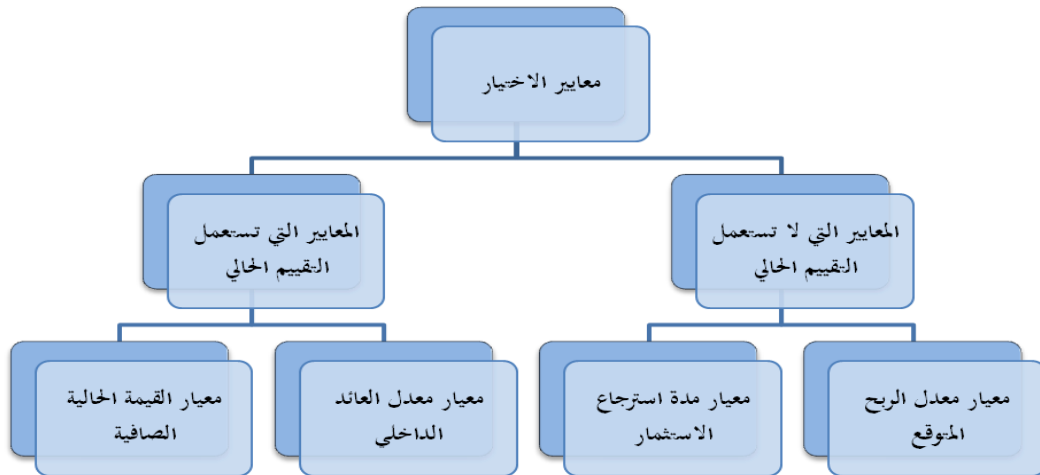 معايير الاختيار
المعايير التي لا تستعمل
التقييم الحالي
المعايير التي تستعمل
التقييم الحالي
معيار معدل الربح
المتوقع
معيار مدة استرجاع
الاستثمار
معيار معدل العائد
الداخلي
معيار القيمة الحالية
الصافية